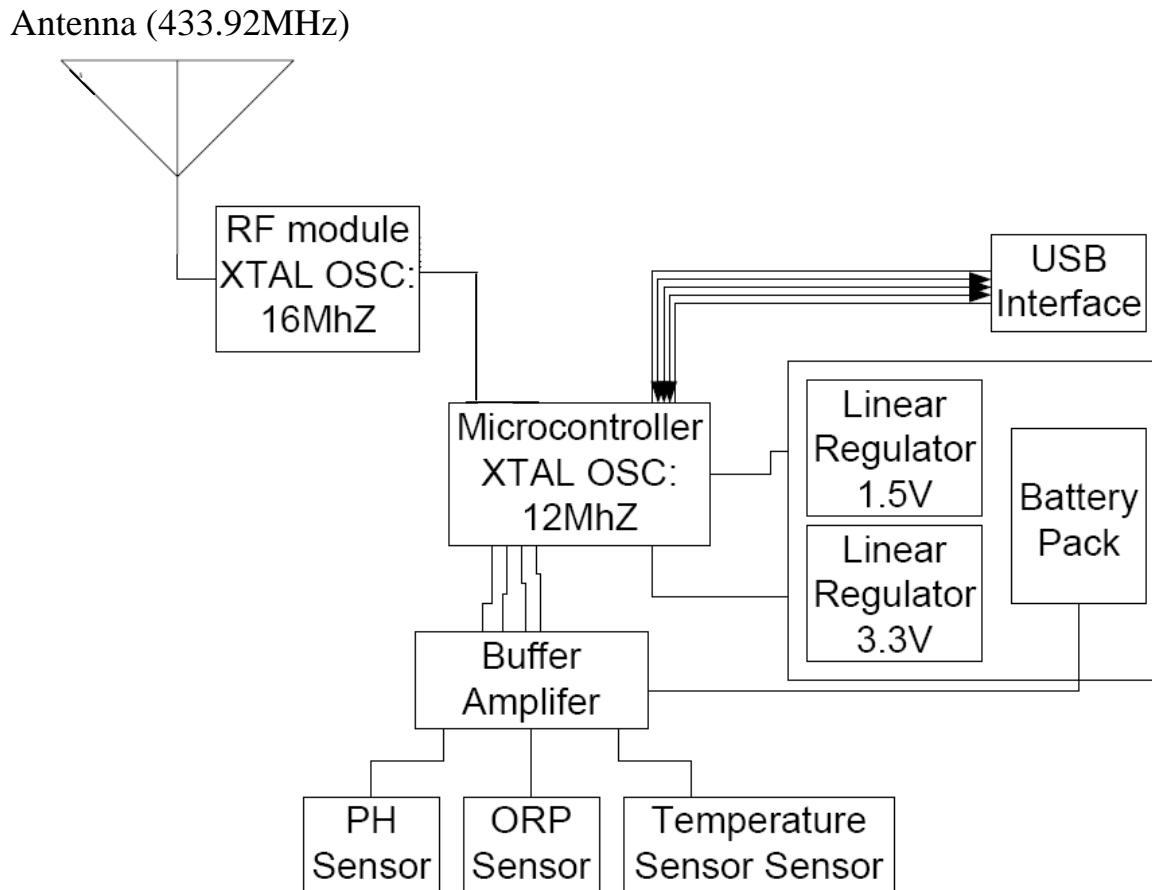 Antenna (433.92MHz)
RF module
XTAL OSC:
16MhZ
USB
Interface
Microcontroller
XTAL OSC:
12MhZ
Linear
Regulator
1.5V
Battery
Pack
Linear
Regulator
3.3V
Buffer
Amplifer
PH
Sensor
ORP
Sensor
Temperature
Sensor Sensor